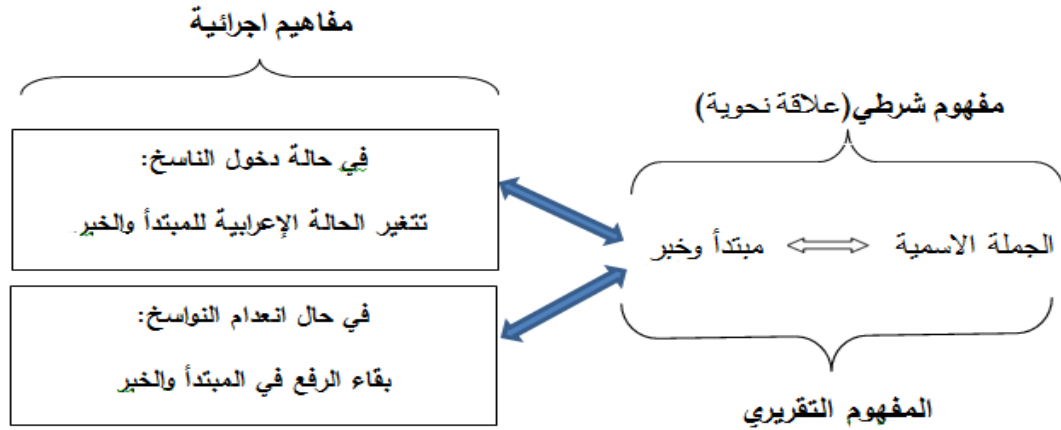 مفاهيم اجرائية
مفهوم شرطي(علاقة نحوية)
الجملة الاسمية
مبتدأ وخبر
المفهوم التقريري
في حالة دخول الناسخ:
تتغير الحالة الإعرابية للمبتدأ والخبر.
في حال انعدام النواسخ:
بقاء الرفع في المبتدأ والخبر